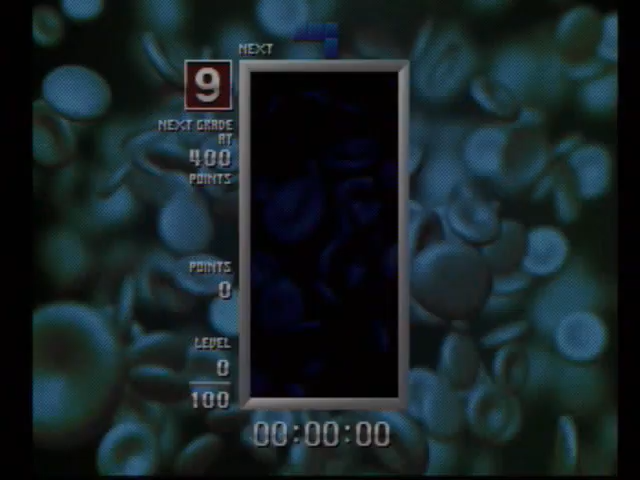 NEXT
9
NEXT GRADE
AT
400
POINTS
POINTS
0
LEVEL
0
100
00:00:00